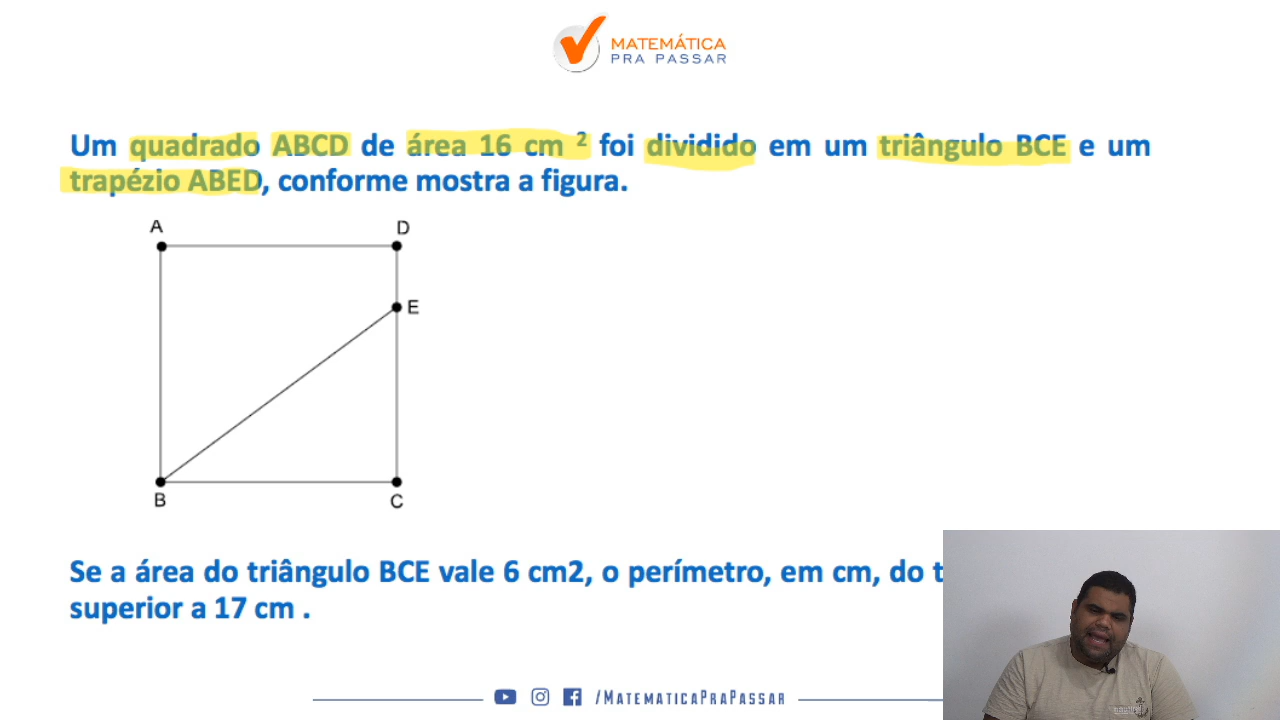 MATEMÁTICA
PRA PASSAR
Um quadrado ABCD de área 16 cm ² foi dividido em um triângulo BCE e um
trapézio ABED, conforme mostra a figura.
A
D
E
B
C
Se a área do triângulo BCE vale 6 cm2, o perímetro, em cm, do t
superior a 17 cm .
/MATEMATICAPRAPASSAR